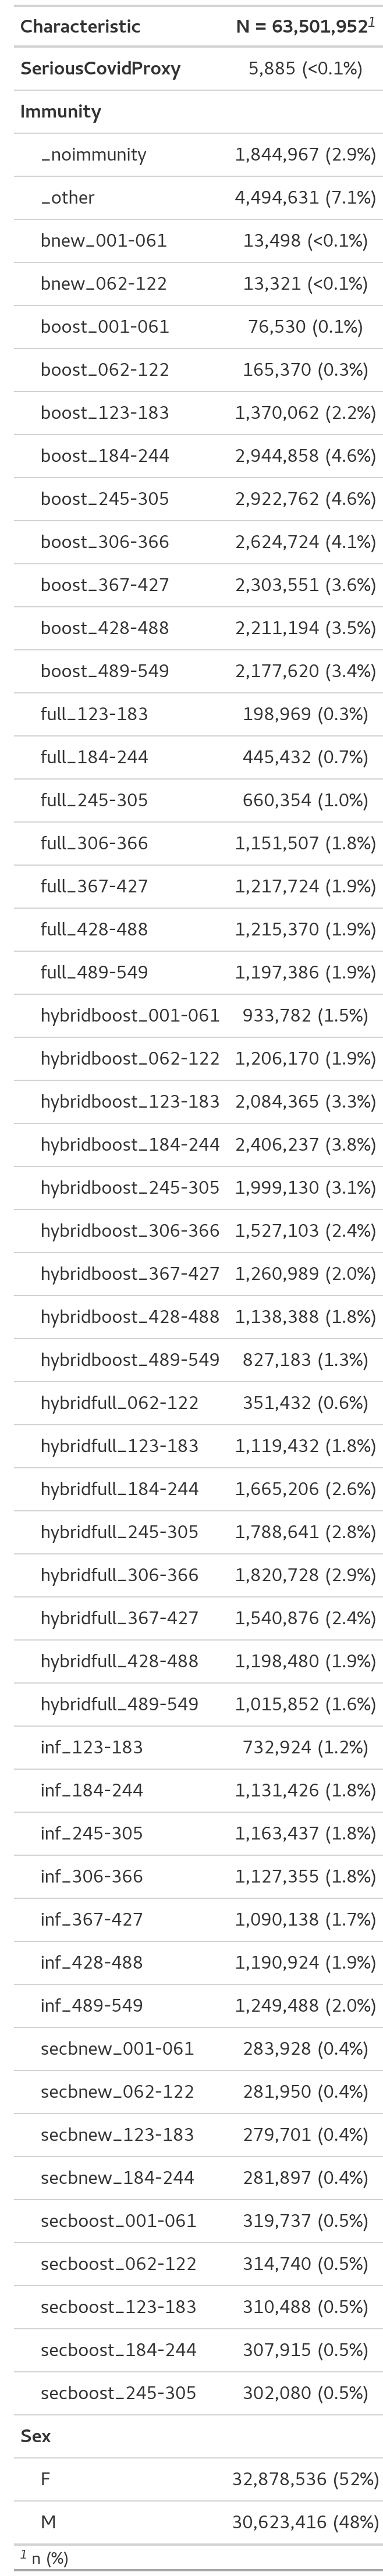 Characteristic N = 63,501,952¹
SeriousCovidProxy 5,885 (<0.1%)
Immunity
_noimmunity 1,844,967 (2.9%)
_other 4,494,631 (7.1%)
bnew_001-061 13,498 (<0.1%)
bnew_062-122 13,321 (<0.1%)
boost_001-061 76,530 (0.1%)
boost_062-122 165,370 (0.3%)
boost_123-183 1,370,062 (2.2%)
boost_184-244 2,944,858 (4.6%)
boost_245-305 2,922,762 (4.6%)
boost_306-366 2,624,724 (4.1%)
boost_367-427 2,303,551 (3.6%)
boost_428-488 2,211,194 (3.5%)
boost_489-549 2,177,620 (3.4%)
full_123-183 198,969 (0.3%)
full_184-244 445,432 (0.7%)
full_245-305 660,354 (1.0%)
full_306-366 1,151,507 (1.8%)
full_367-427 1,217,724 (1.9%)
full_428-488 1,215,370 (1.9%)
full_489-549 1,197,386 (1.9%)
hybridboost_001-061 933,782 (1.5%)
hybridboost_062-122 1,206,170 (1.9%)
hybridboost_123-183 2,084,365 (3.3%)
hybridboost_184-244 2,406,237 (3.8%)
hybridboost_245-305 1,999,130 (3.1%)
hybridboost_306-366 1,527,103 (2.4%)
hybridboost_367-427 1,260,989 (2.0%)
hybridboost_428-488 1,138,388 (1.8%)
hybridboost_489-549 827,183 (1.3%)
hybridfull_062-122 351,432 (0.6%)
hybridfull_123-183 1,119,432 (1.8%)
hybridfull_184-244 1,665,206 (2.6%)
hybridfull_245-305 1,788,641 (2.8%)
hybridfull_306-366 1,820,728 (2.9%)
hybridfull_367-427 1,540,876 (2.4%)
hybridfull_428-488 1,198,480 (1.9%)
hybridfull_489-549 1,015,852 (1.6%)
inf_123-183 732,924 (1.2%)
inf_184-244 1,131,426 (1.8%)
inf_245-305 1,163,437 (1.8%)
inf_306-366 1,127,355 (1.8%)
inf_367-427 1,090,138 (1.7%)
inf_428-488 1,190,924 (1.9%)
inf_489-549 1,249,488 (2.0%)
secbnew_001-061 283,928 (0.4%)
secbnew_062-122 281,950 (0.4%)
secbnew_123-183 279,701 (0.4%)
secbnew_184-244 281,897 (0.4%)
secboost_001-061 319,737 (0.5%)
secboost_062-122 314,740 (0.5%)
secboost_123-183 310,488 (0.5%)
secboost_184-244 307,915 (0.5%)
secboost_245-305 302,080 (0.5%)
Sex
F 32,878,536 (52%)
M 30,623,416 (48%)
¹ n (%)